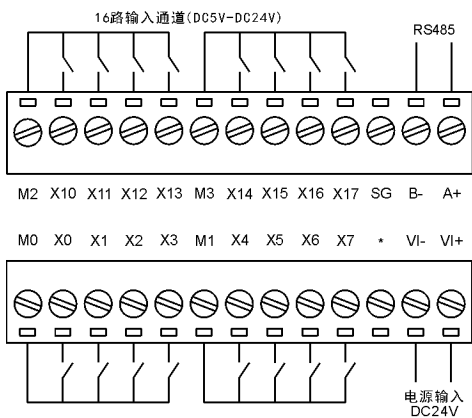 16路输入通道(DC5V-DC24V)
RS485
M2 X10 X11 X12 X13 M3 X14 X15 X16 X17 SG B- A+
M0 X0 X1 X2 X3 M1 X4 X5 X6 X7 * VI- VI+
电源输入
DC24V